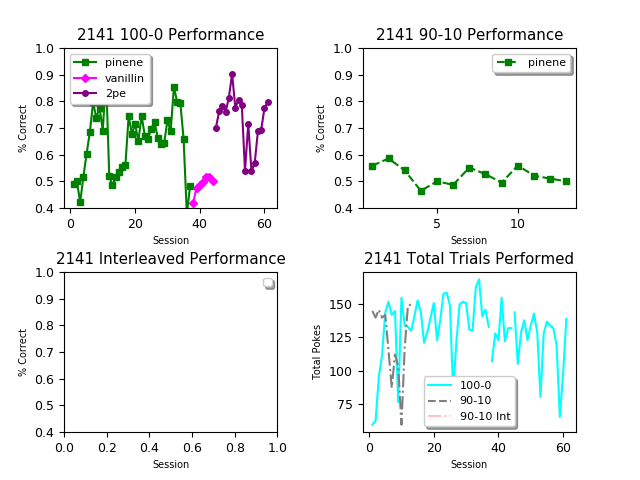 2141 100-0 Performance
1.0
0.9
0.8
0.7
0.6
0.5
0.4
% Correct
pinene
vanillin
2pe
0
20
40
60
Session
2141 90-10 Performance
1.0
0.9
0.8
0.7
0.6
0.5
0.4
% Correct
pinene
5
10
Session
2141 Interleaved Performance
1.0
0.9
0.8
0.7
0.6
0.5
0.4
% Correct
0.0
0.2
0.4
0.6
0.8
1.0
Session
2141 Total Trials Performed
150
125
100
75
Total Pokes
100-0
90-10
90-10 Int
0
20
40
60
Session